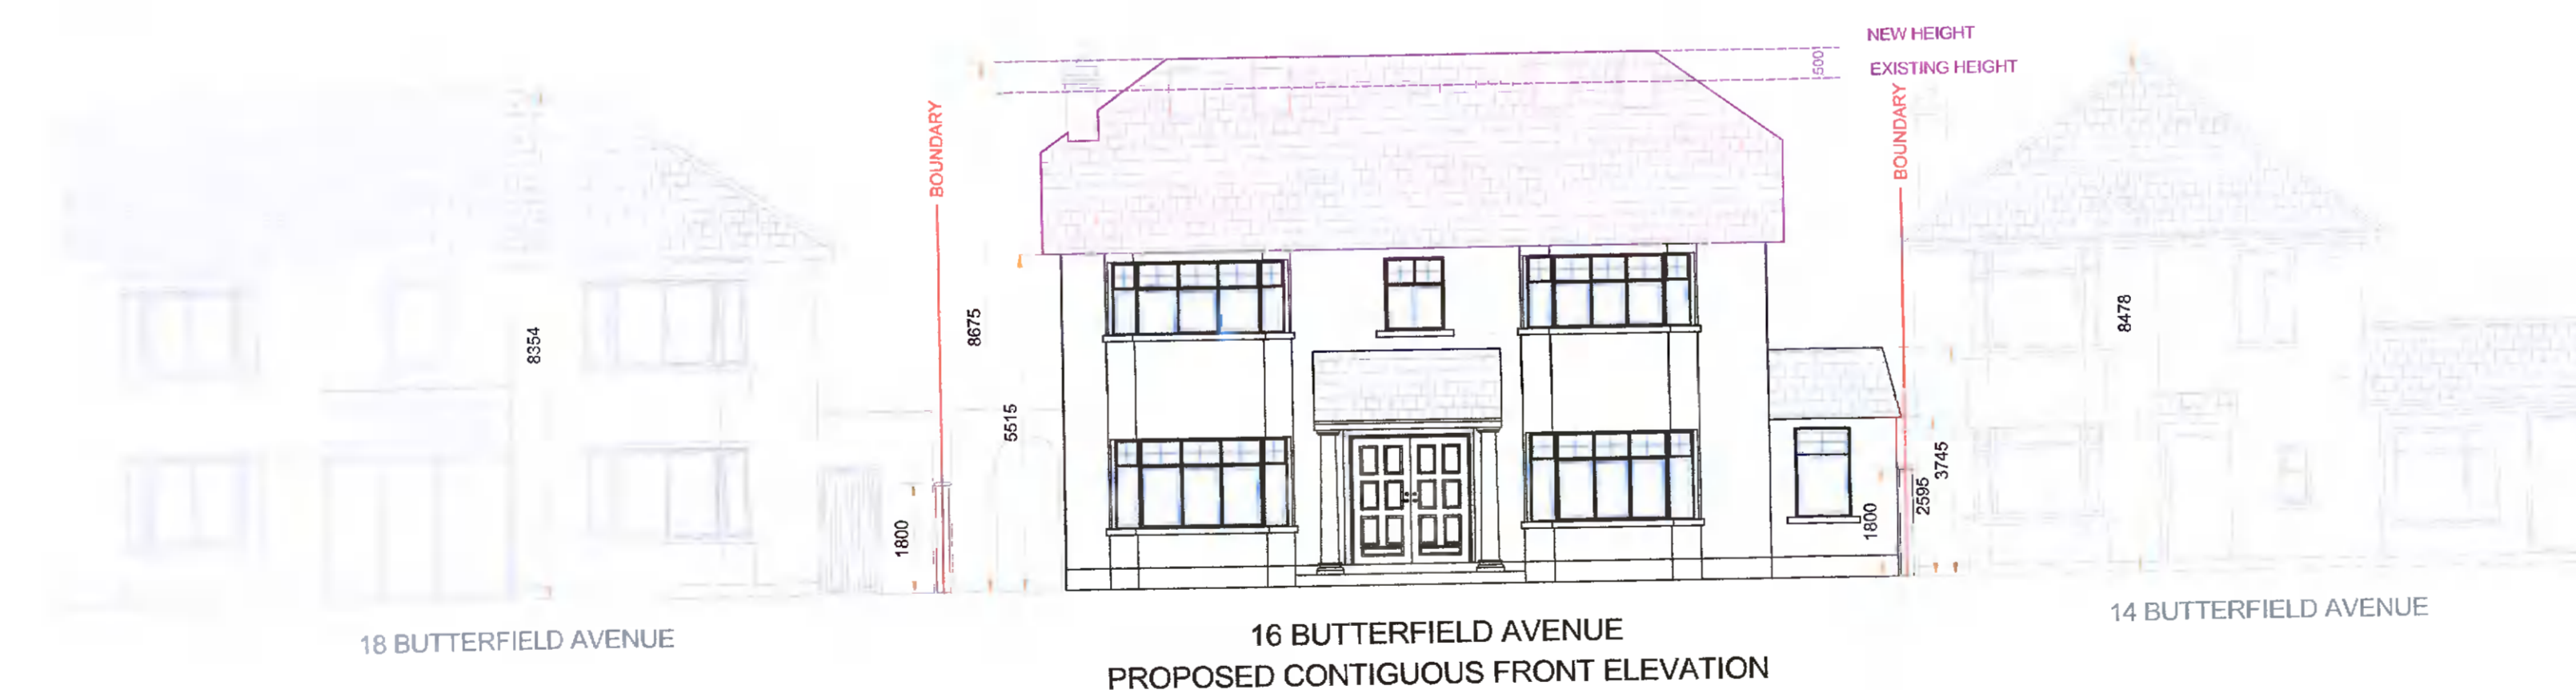 NEW HEIGHT
500
EXISTING HEIGHT
BOUNDARY
BOUNDARY
8354
8675
5515
1800
8478
3745
2595
1800
18 BUTTERFIELD AVENUE
16 BUTTERFIELD AVENUE
14 BUTTERFIELD AVENUE
PROPOSED CONTIGUOUS FRONT ELEVATION